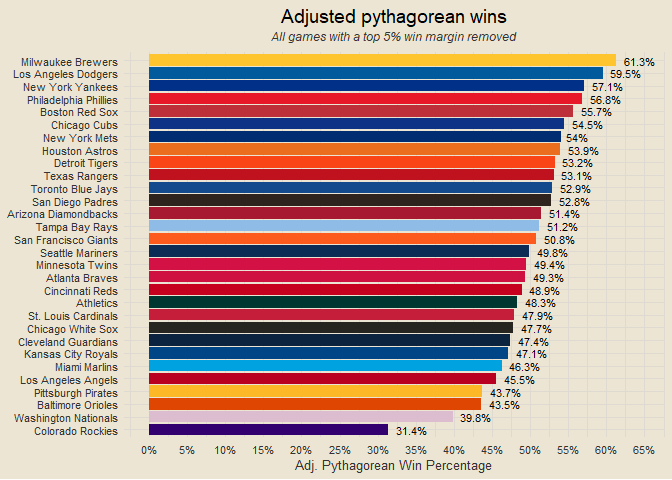 Adjusted pythagorean wins
All games with a top 5% win margin removed
Milwaukee Brewers 61.3%
Los Angeles Dodgers 59.5%
New York Yankees 57.1%
Philadelphia Phillies 56.8%
Boston Red Sox 55.7%
Chicago Cubs 54.5%
New York Mets 54%
Houston Astros 53.9%
Detroit Tigers 53.2%
Texas Rangers 53.1%
Toronto Blue Jays 52.9%
San Diego Padres 52.8%
Arizona Diamondbacks 51.4%
Tampa Bay Rays 51.2%
San Francisco Giants 50.8%
Seattle Mariners 49.8%
Minnesota Twins 49.4%
Atlanta Braves 49.3%
Cincinnati Reds 48.9%
Athletics 48.3%
St. Louis Cardinals 47.9%
Chicago White Sox 47.7%
Cleveland Guardians 47.4%
Kansas City Royals 47.1%
Miami Marlins 46.3%
Los Angeles Angels 45.5%
Pittsburgh Pirates 43.7%
Baltimore Orioles 43.5%
Washington Nationals 39.8%
Colorado Rockies 31.4%
0% 5% 10% 15% 20% 25% 30% 35% 40% 45% 50% 55% 60% 65%
Adj. Pythagorean Win Percentage